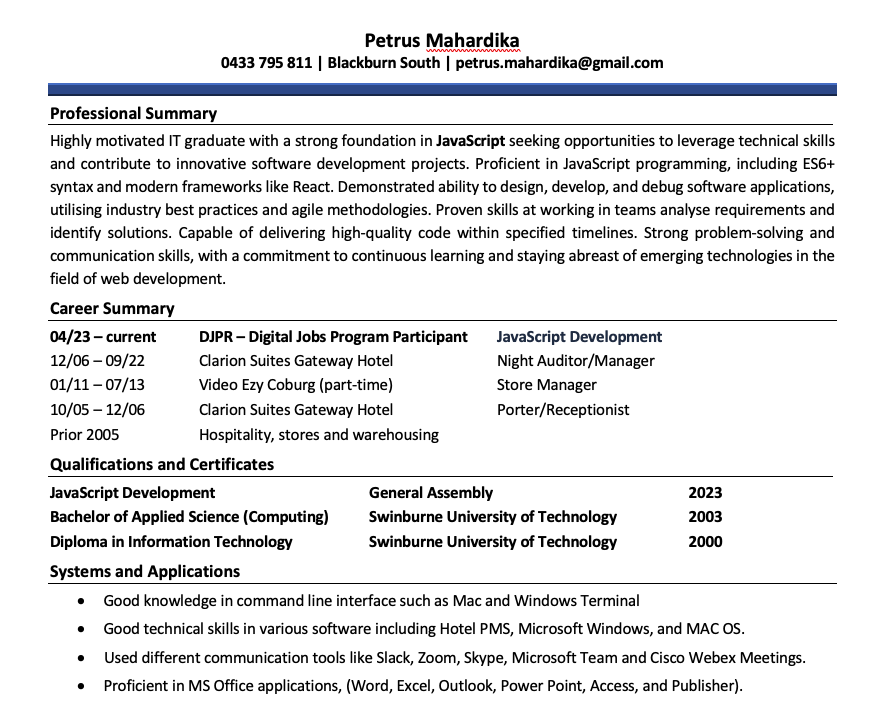 Petrus Mahardika
0433 795 811 | Blackburn South | petrus.mahardika@gmail.com
Professional Summary
Highly motivated IT graduate with a strong foundation in JavaScript seeking opportunities to leverage technical skills
and contribute to innovative software development projects. Proficient in JavaScript programming, including ES6+
syntax and modern frameworks like React. Demonstrated ability to design, develop, and debug software applications,
utilising industry best practices and agile methodologies. Proven skills at working in teams analyse requirements and
identify solutions. Capable of delivering high-quality code within specified timelines. Strong problem-solving and
communication skills, with a commitment to continuous learning and staying abreast of emerging technologies in the
field of web development.
Career Summary
04/23 – current DJPR – Digital Jobs Program Participant JavaScript Development
12/06 – 09/22 Clarion Suites Gateway Hotel Night Auditor/Manager
01/11 – 07/13 Video Ezy Coburg (part-time) Store Manager
10/05 – 12/06 Clarion Suites Gateway Hotel Porter/Receptionist
Prior 2005 Hospitality, stores and warehousing
Qualifications and Certificates
JavaScript Development General Assembly 2023
Bachelor of Applied Science (Computing) Swinburne University of Technology 2003
Diploma in Information Technology Swinburne University of Technology 2000
Systems and Applications
• Good knowledge in command line interface such as Mac and Windows Terminal
• Good technical skills in various software including Hotel PMS, Microsoft Windows, and MAC OS.
• Used different communication tools like Slack, Zoom, Skype, Microsoft Team and Cisco Webex Meetings.
• Proficient in MS Office applications, (Word, Excel, Outlook, Power Point, Access, and Publisher).